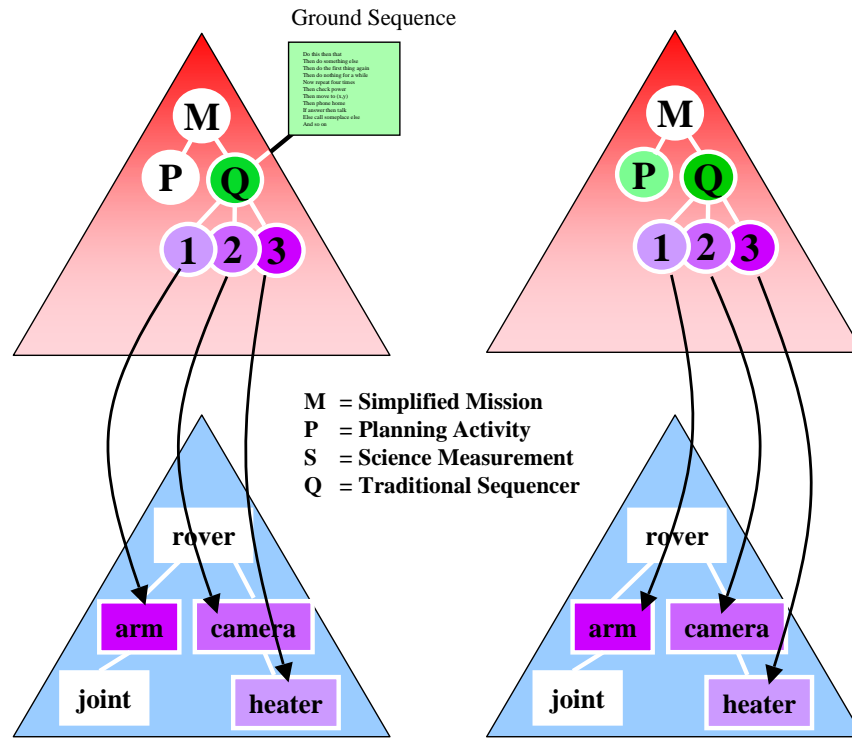 Ground Sequence
Do this then that
Then do something else
Then do the first thing again
Then do nothing for a while
Now repeat four times
Then check power
Then move to (x,y)
Then phone home
If answer then talk
Else call someplace else
And so on
M
P
Q
1
2
3
M
P
Q
1
2
3
M = Simplified Mission
P = Planning Activity
S = Science Measurement
Q = Traditional Sequencer
rover
arm
camera
joint
heater
rover
arm
camera
joint
heater